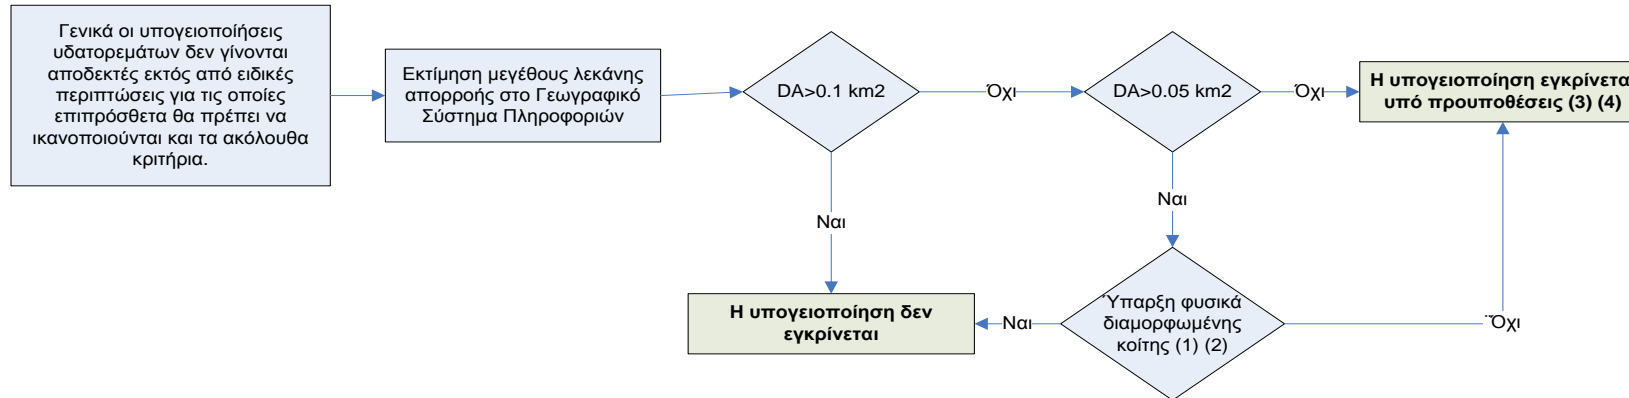 Γενικά οι υπογειοποιήσεις
υδατορεμάτων δεν γίνονται
αποδεκτές εκτός από ειδικές
περιπτώσεις για τις οποίες
επιπρόσθετα θα πρέπει να
ικανοποιούνται και τα ακόλουθα
κριτήρια.
Εκτίμηση μεγέθους λεκάνης
απορροής στο Γεωγραφικό
Σύστημα Πληροφοριών
DA>0.1 km2
Όχι
DA>0.05 km2
Όχι
Η υπογειοποίηση εγκρίνεται
υπό προυποθέσεις (3) (4)
Ναι
Ναι
Η υπογειοποίηση δεν
εγκρίνεται
Ναι
Ύπαρξη φυσικά
διαμορφωμένης
κοίτης (1) (2)
Όχι